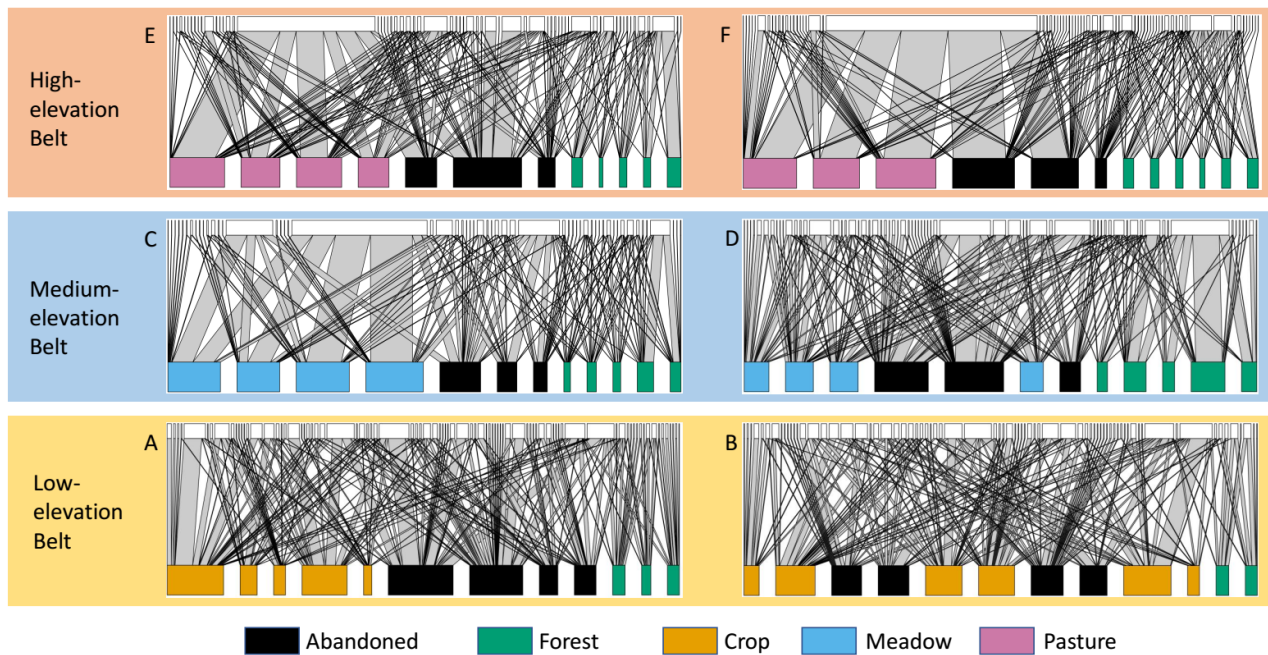 E
F
High-
elevation
Belt
C
D
Medium-
elevation
Belt
A
B
Low-
elevation
Belt
Abandoned Forest Crop Meadow Pasture